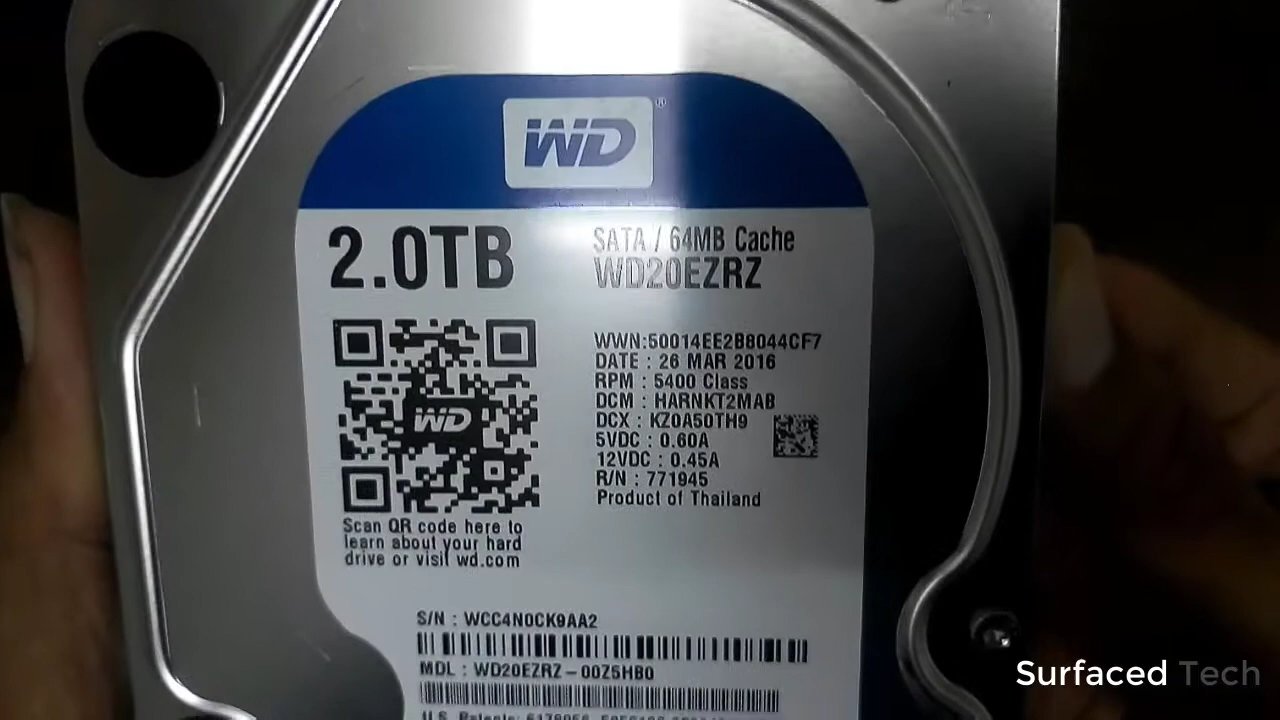 WD®
2.0TB
SATA / 64MB Cache
WD20EZRZ
WD
WWN:50014EE2B8044CF7
DATE : 26 MAR 2016
RPM : 5400 Class
DCM : HARNKT2MAB
DCX : KZ0A50TH9
5VDC : 0.60A
12VDC : 0.45A
R/N : 771945
Product of Thailand
Scan QR code here to
learn about your hard
drive or visit wd.com
S/N : WCC4N0CK9AA2
MDL : WD20EZRZ-00Z5HB0
U.S. Patents:
Surfaced Tech